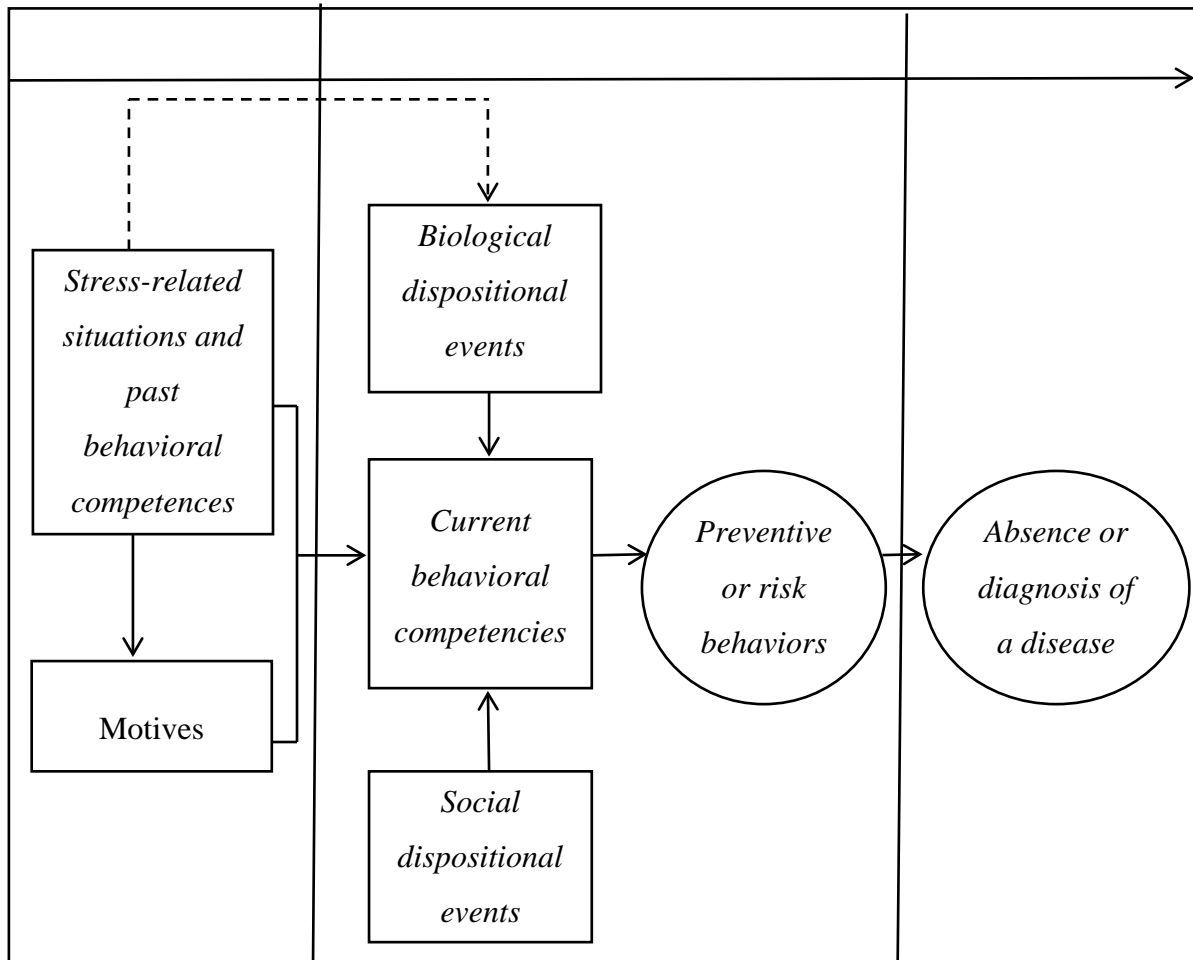 Stress-related
situations and
past
behavioral
competences
Motives
Biological
dispositional
events
Current
behavioral
competencies
Social
dispositional
events
Preventive
or risk
behaviors
Absence or
diagnosis of
a disease